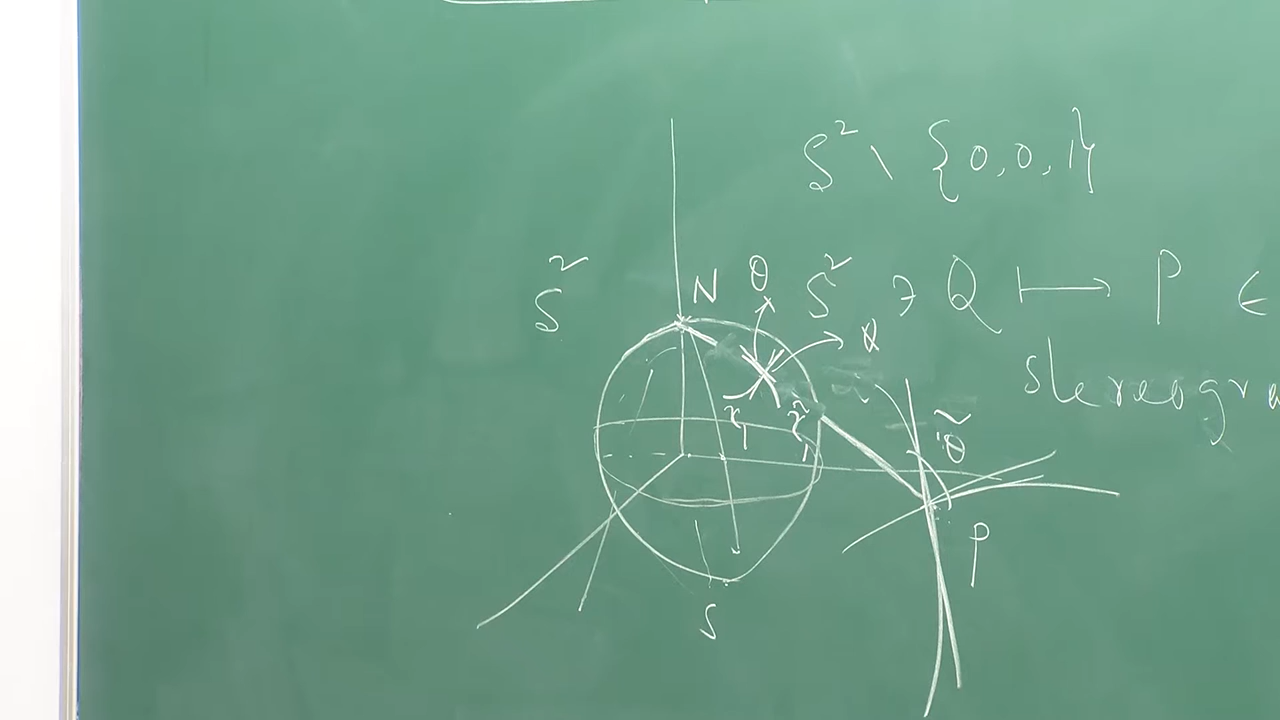 S² \ {0,0,1}
S²
N
θ
S² ∋ Q ⟼ P ∈
Q
Stereogra
γ₁
γ̃₁
θ̃
P
S